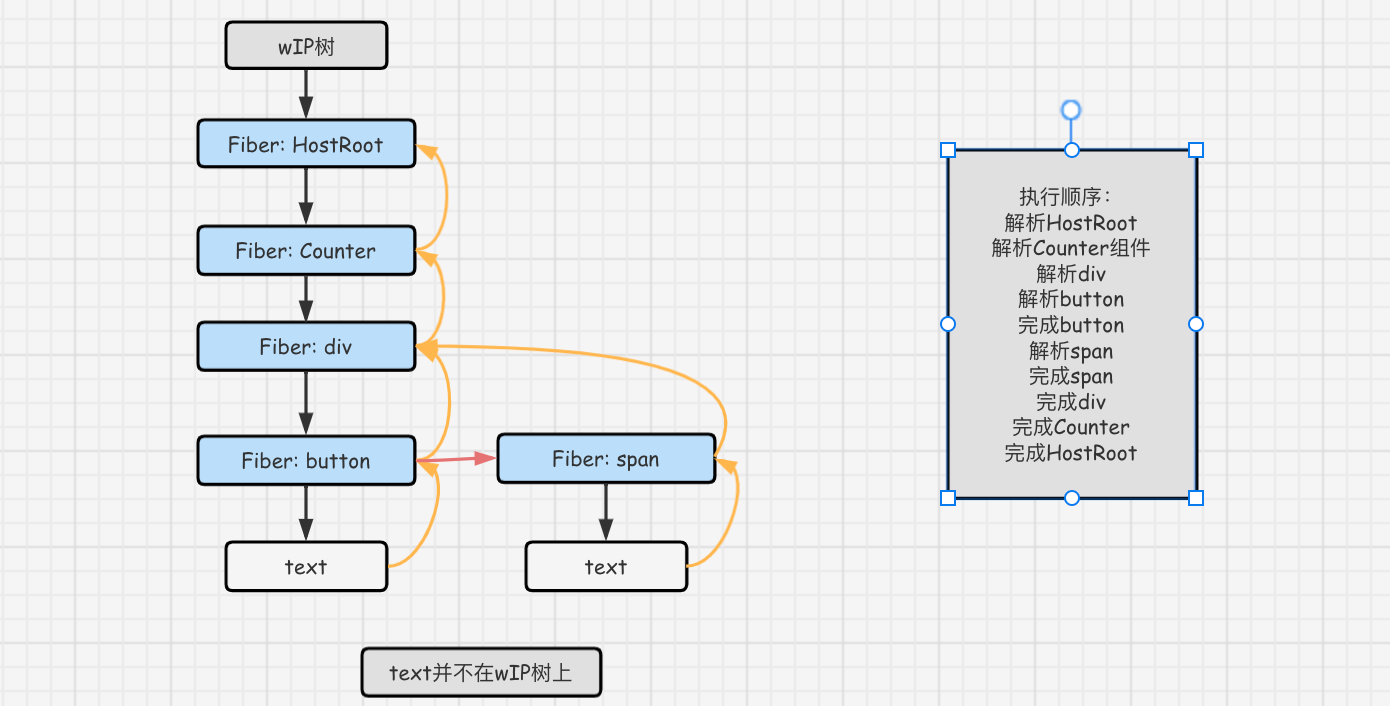 wIP树
Fiber: HostRoot
Fiber: Counter
Fiber: div
Fiber: button
Fiber: span
text
text
text并不在wIP树上
执行顺序：
解析HostRoot
解析Counter组件
解析div
解析button
完成button
解析span
完成span
完成div
完成Counter
完成HostRoot